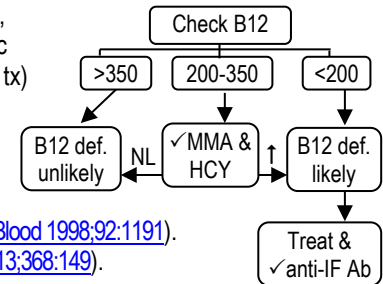 Check B12
,
c
tx)
>350 200-350 <200
B12 def.
unlikely
NL
✓MMA &
HCY
↑
B12 def.
likely
Blood 1998;92:1191).
13;368:149).
Treat &
✓anti-IF Ab